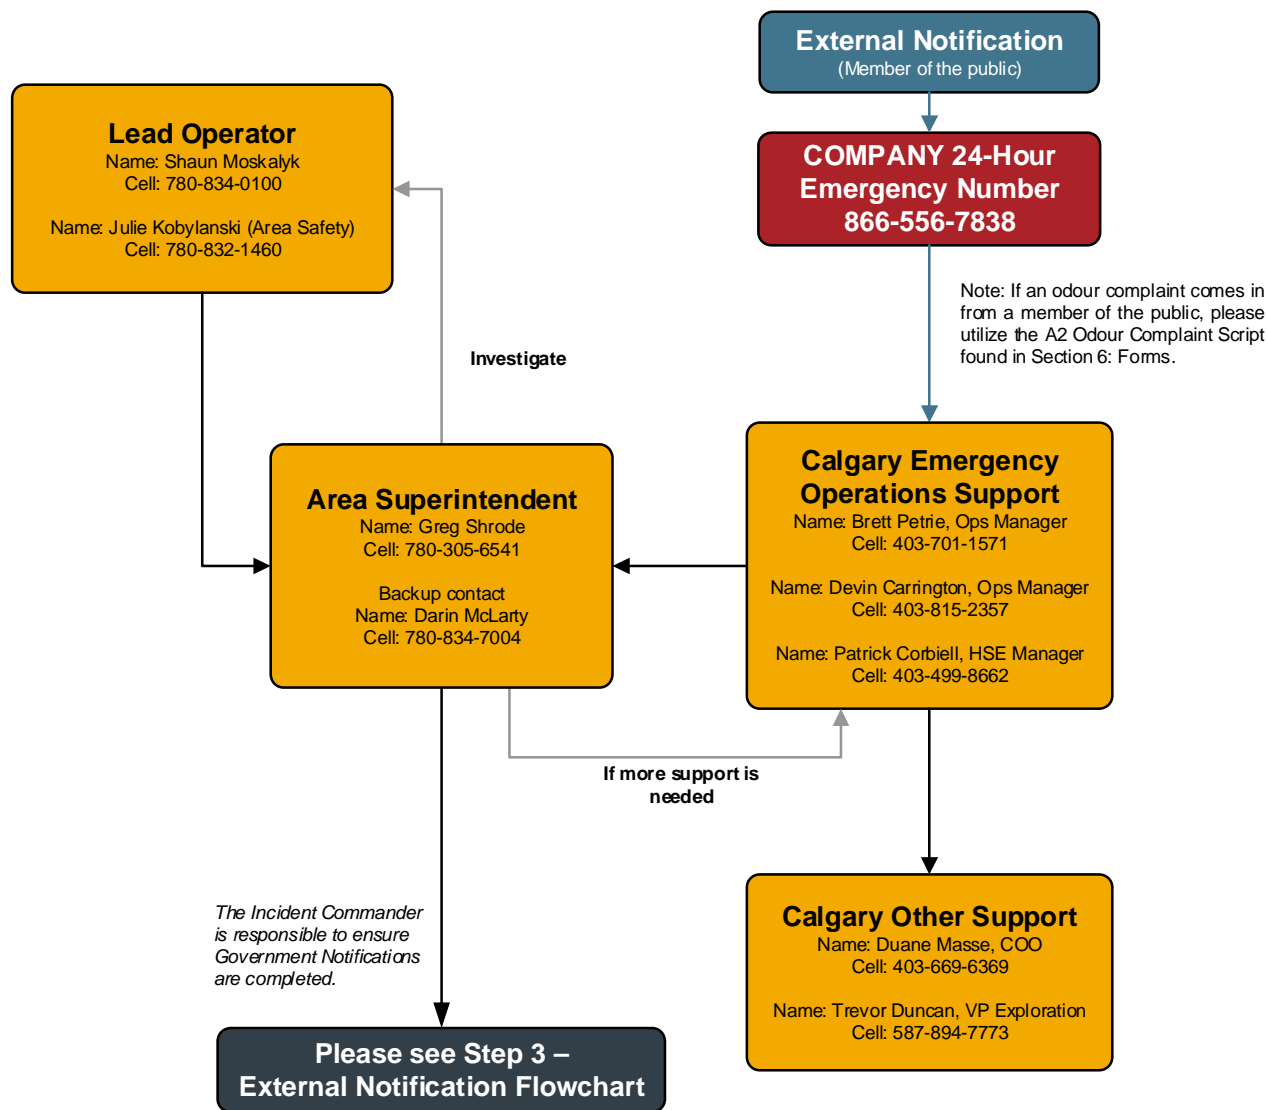 External Notification
(Member of the public)
COMPANY 24-Hour
Emergency Number
866-556-7838
Lead Operator
Name: Shaun Moskalyk
Cell: 780-834-0100
Name: Julie Kobylanski (Area Safety)
Cell: 780-832-1460
Note: If an odour complaint comes in
from a member of the public, please
utilize the A2 Odour Complaint Script
found in Section 6: Forms.
Investigate
Area Superintendent
Name: Greg Shrode
Cell: 780-305-6541
Backup contact
Name: Darin McLarty
Cell: 780-834-7004
Calgary Emergency
Operations Support
Name: Brett Petrie, Ops Manager
Cell: 403-701-1571
Name: Devin Carrington, Ops Manager
Cell: 403-815-2357
Name: Patrick Corbiell, HSE Manager
Cell: 403-499-8662
If more support is
needed
The Incident Commander
is responsible to ensure
Government Notifications
are completed.
Calgary Other Support
Name: Duane Masse, COO
Cell: 403-669-6369
Name: Trevor Duncan, VP Exploration
Cell: 587-894-7773
Please see Step 3 –
External Notification Flowchart